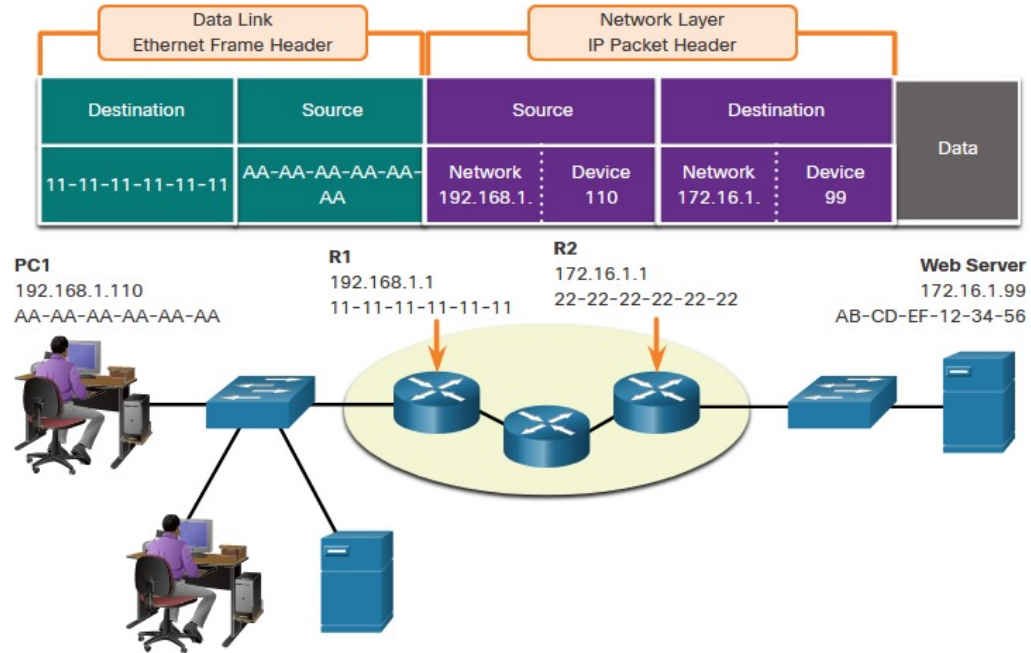 Data Link
Ethernet Frame Header
Network Layer
IP Packet Header
Destination
Source
Source
Destination
Data
11-11-11-11-11-11
AA-AA-AA-AA-AA-
AA
Network
192.168.1.
Device
110
Network
172.16.1.
Device
99
PC1
192.168.1.110
AA-AA-AA-AA-AA-AA
R1
192.168.1.1
11-11-11-11-11-11
R2
172.16.1.1
22-22-22-22-22-22
Web Server
172.16.1.99
AB-CD-EF-12-34-56